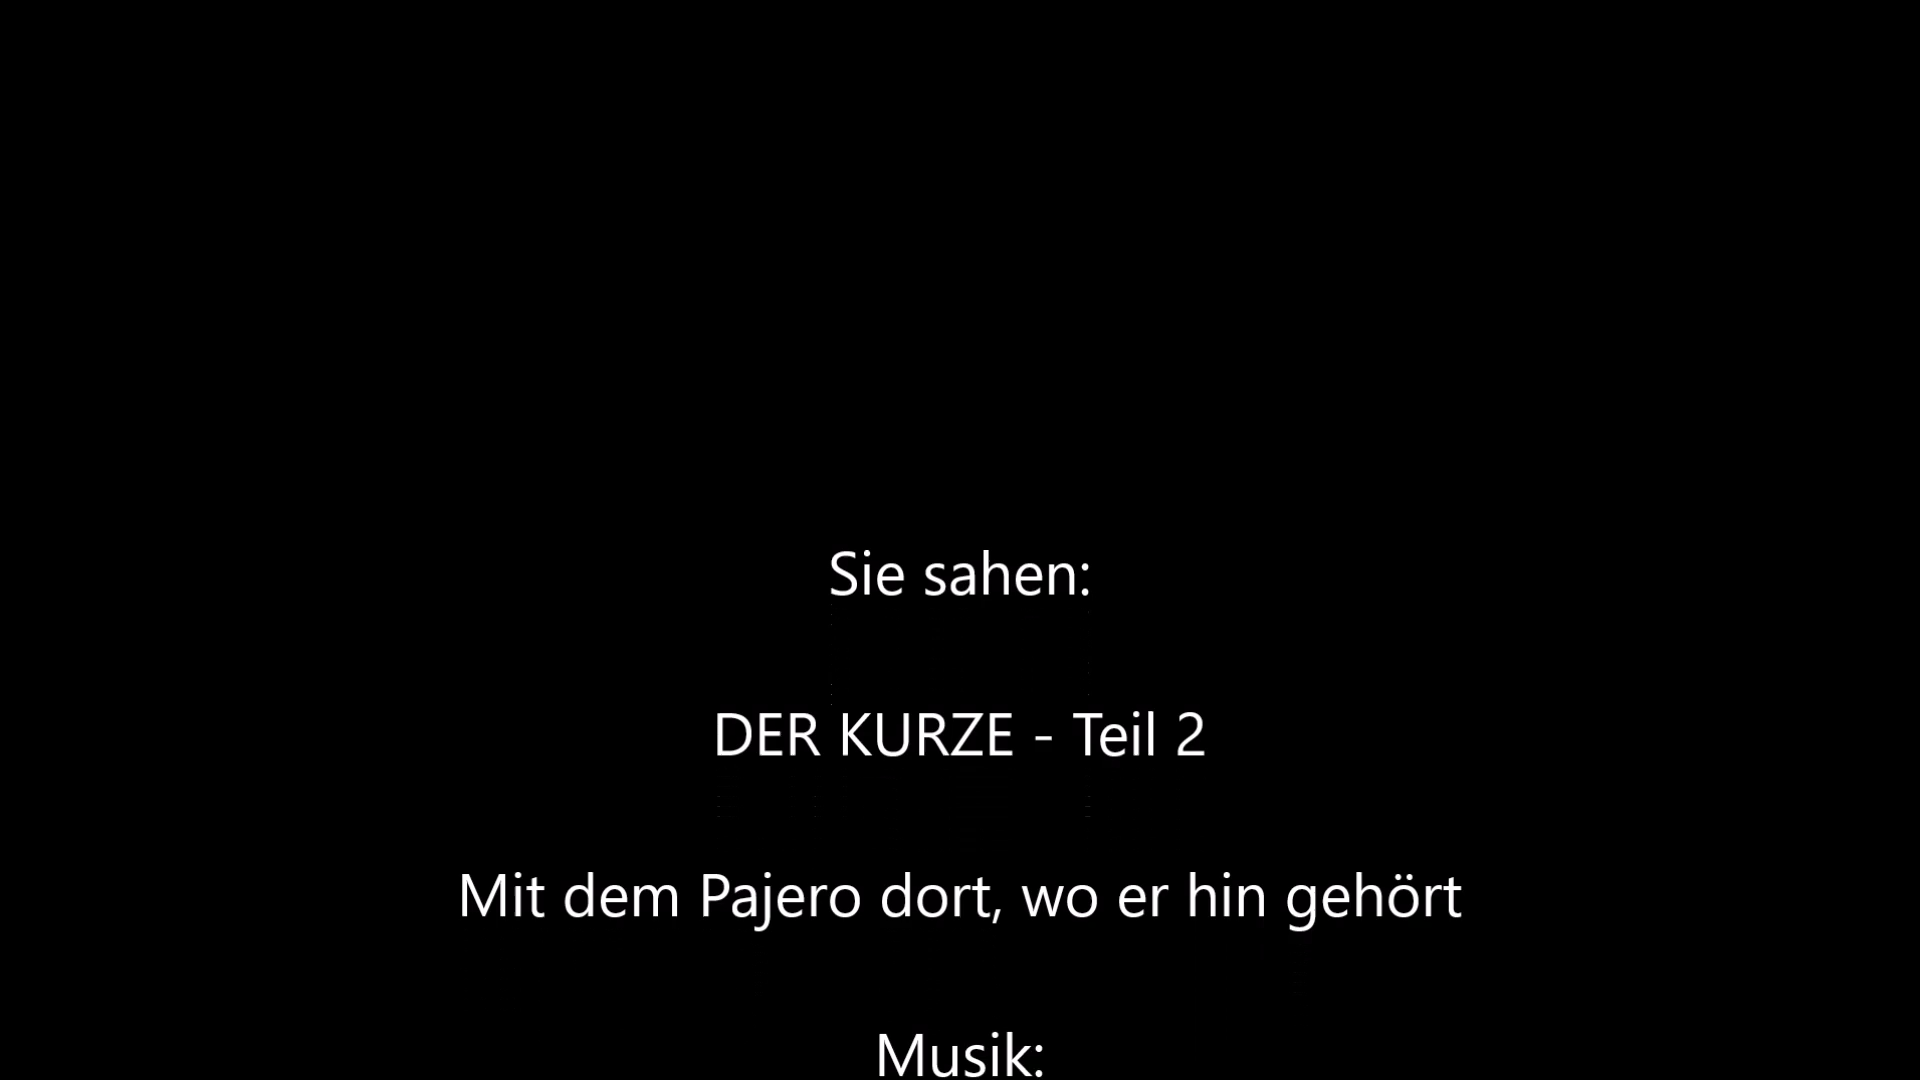 Sie sahen:
DER KURZE - Teil 2
Mit dem Pajero dort, wo er hin gehört
Musik: